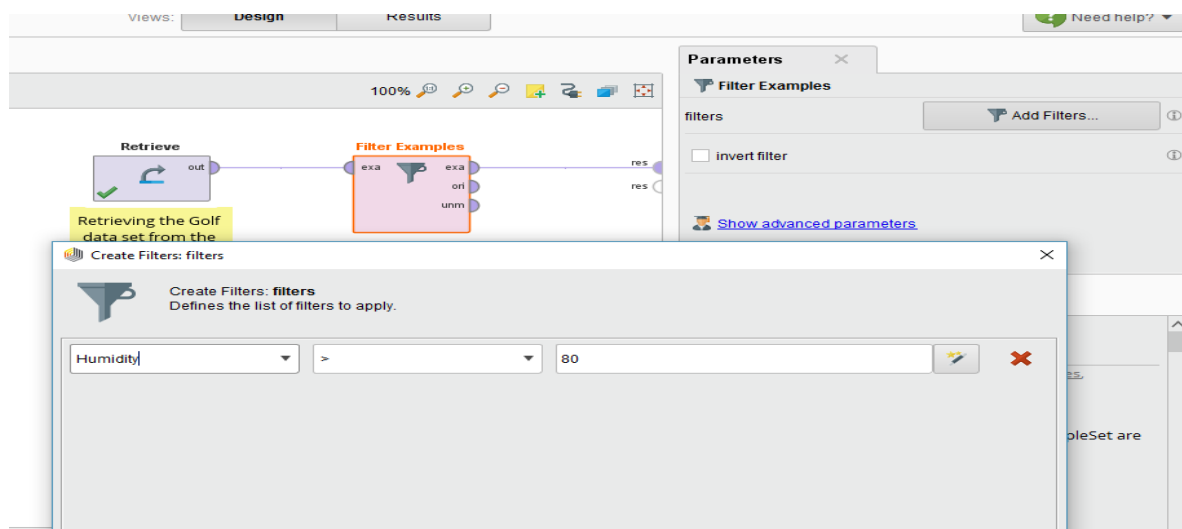 Views: Design Results Need help?
Parameters
100%
Filter Examples
filters Add Filters...
Retrieve
out
Filter Examples
exa exa
ori
unm
res
res
invert filter
Retrieving the Golf
data set from the
Show advanced parameters
Create Filters: filters
Create Filters: filters
Defines the list of filters to apply.
Humidity > 80
es.
pleSet are